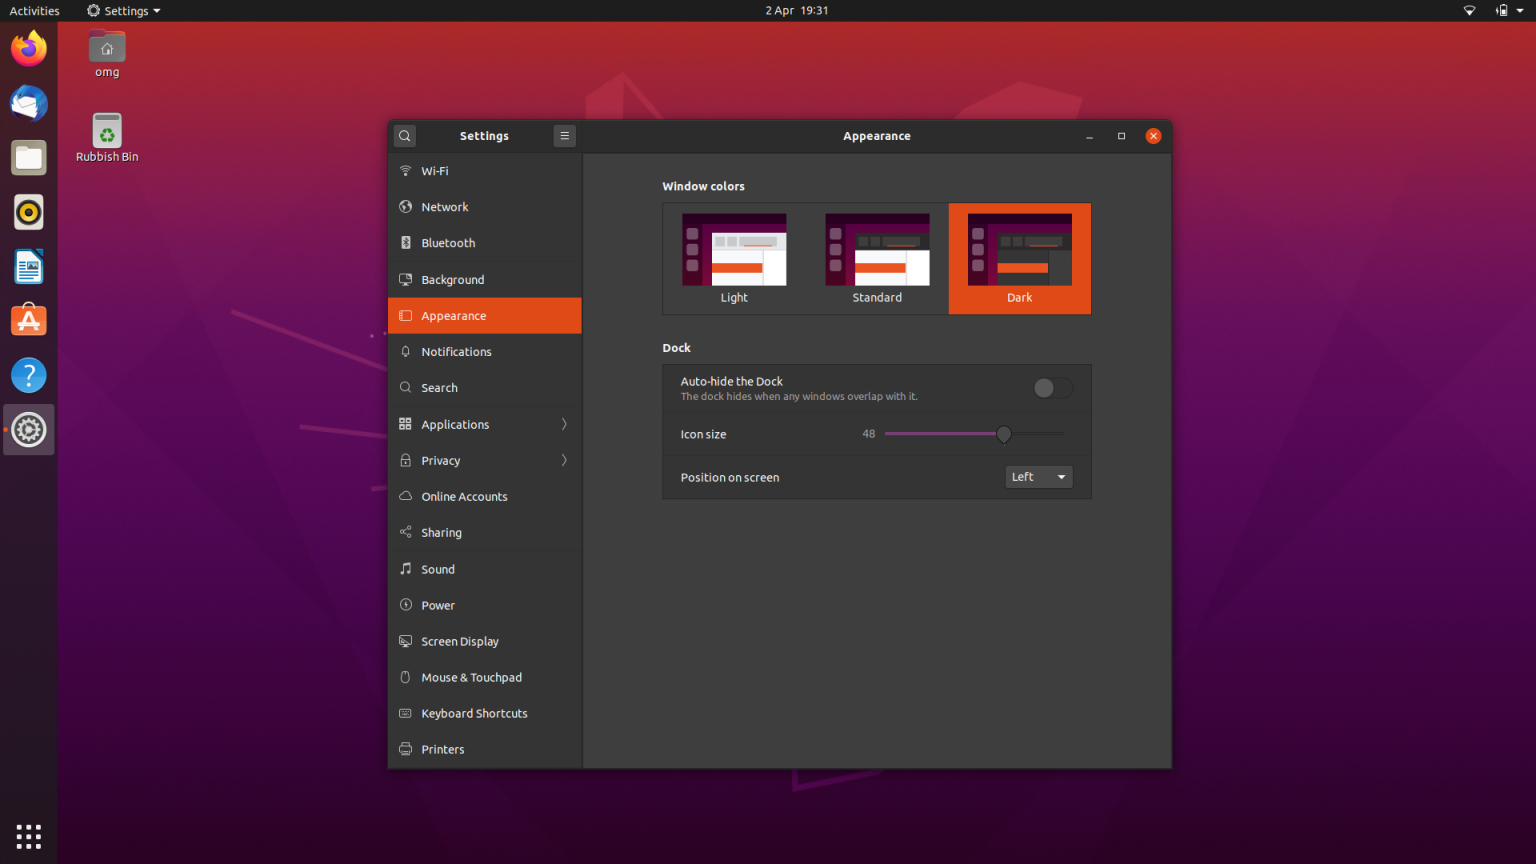 Activities
Settings
2 Apr 19:31
omg
Rubbish Bin
Settings
Appearance
Wi-Fi
Network
Bluetooth
Background
Appearance
Notifications
Search
Applications
Privacy
Online Accounts
Sharing
Sound
Power
Screen Display
Mouse & Touchpad
Keyboard Shortcuts
Printers
Window colors
Light
Standard
Dark
Dock
Auto-hide the Dock
The dock hides when any windows overlap with it.
Icon size
48
Position on screen
Left